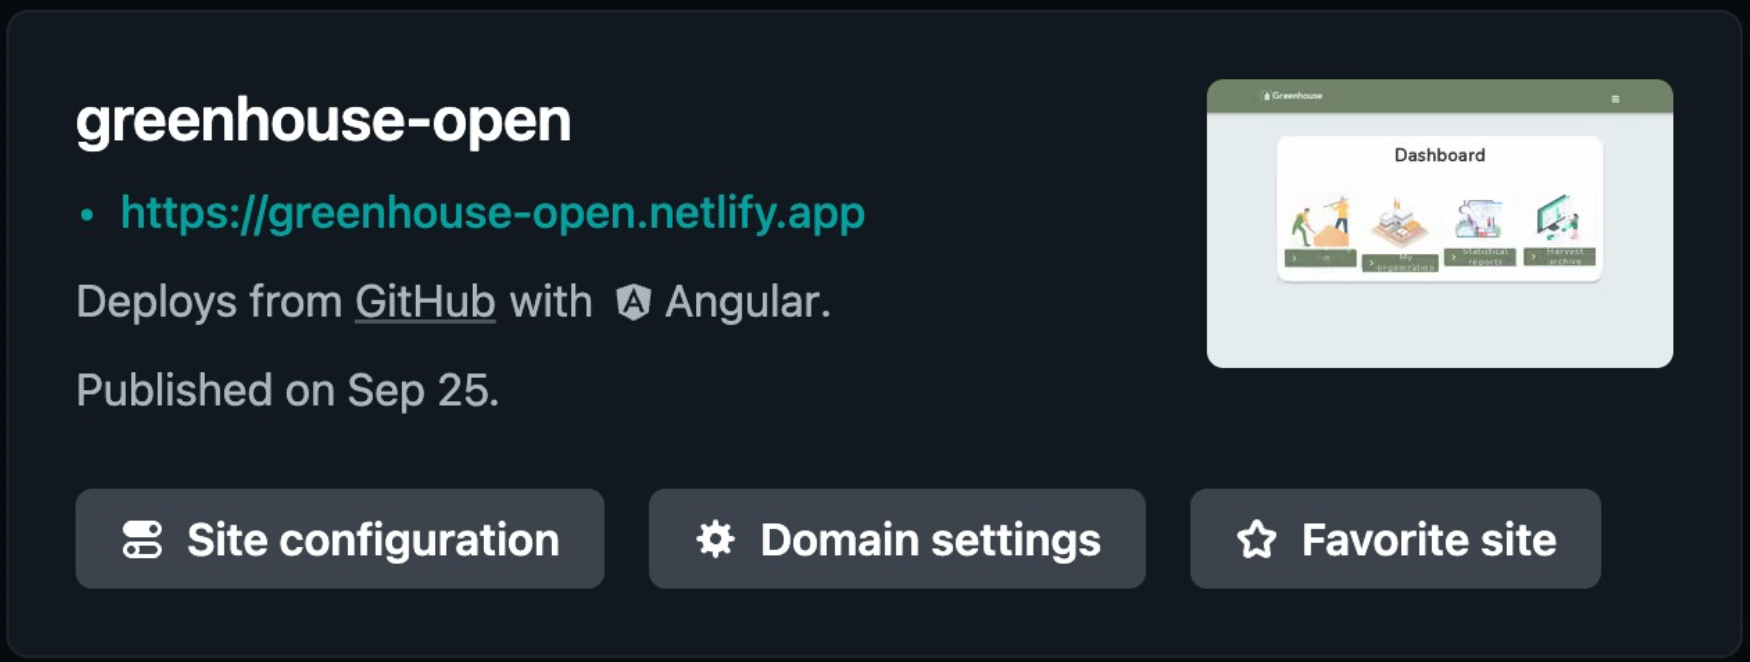 greenhouse-open
• https://greenhouse-open.netlify.app
Deploys from GitHub with Angular.
Published on Sep 25.
Site configuration
Domain settings
Favorite site
Greenhouse
Dashboard
My
organization
Statistical
reports
Harvest
archive